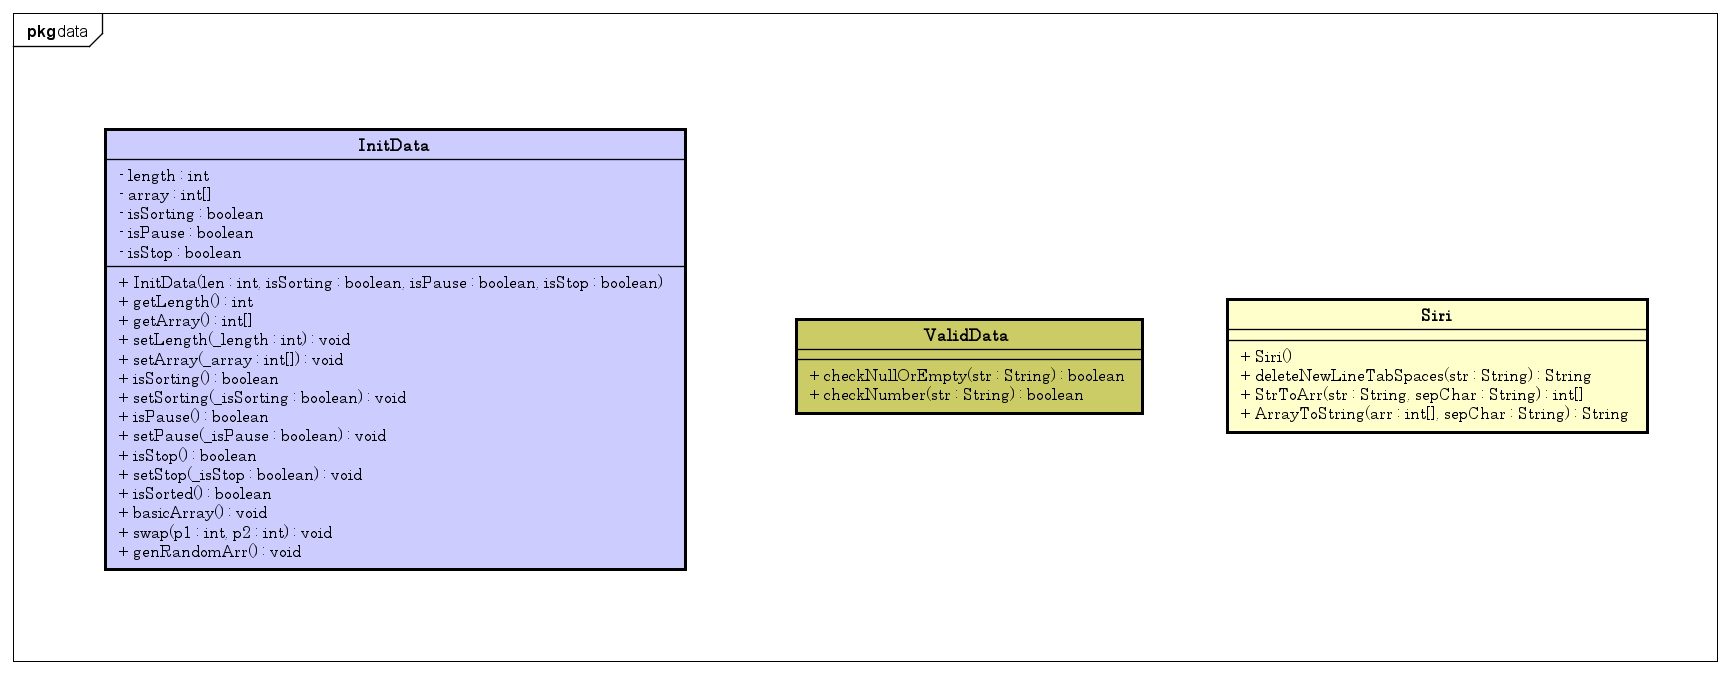 pkg data
InitData
- length : int
- array : int[]
- isSorting : boolean
- isPause : boolean
- isStop : boolean
+ InitData(len : int, isSorting : boolean, isPause : boolean, isStop : boolean)
+ getLength() : int
+ getArray() : int[]
+ setLength(_length : int) : void
+ setArray(_array : int[]) : void
+ isSorting() : boolean
+ setSorting(_isSorting : boolean) : void
+ isPause() : boolean
+ setPause(_isPause : boolean) : void
+ isStop() : boolean
+ setStop(_isStop : boolean) : void
+ isSorted() : boolean
+ basicArray() : void
+ swap(p1 : int, p2 : int) : void
+ genRandomArr() : void
ValidData
+ checkNullOrEmpty(str : String) : boolean
+ checkNumber(str : String) : boolean
Siri
+ Siri()
+ deleteNewLineTabSpaces(str : String) : String
+ StrToArr(str : String, sepChar : String) : int[]
+ ArrayToString(arr : int[], sepChar : String) : String